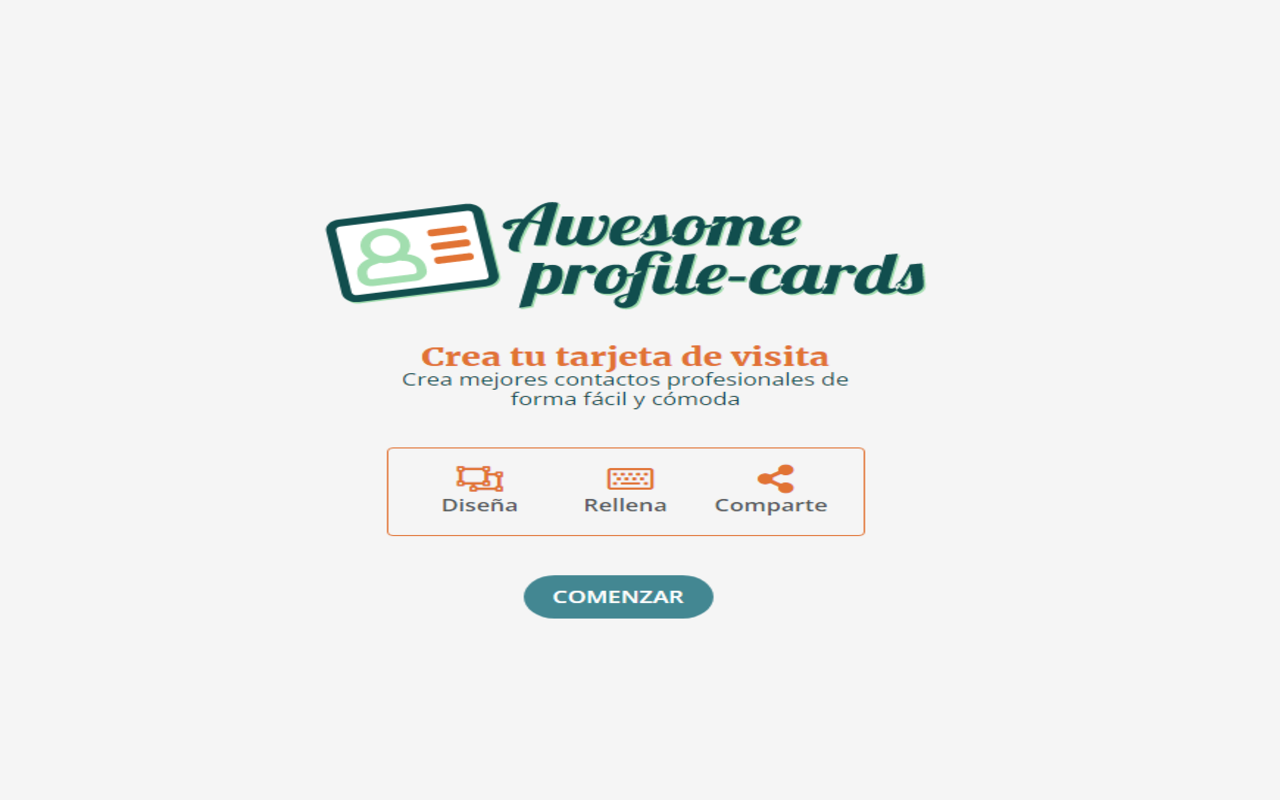 Awesome
profile-cards
Crea tu tarjeta de visita
Crea mejores contactos profesionales de
forma fácil y cómoda
Diseña Rellena Comparte
COMENZAR